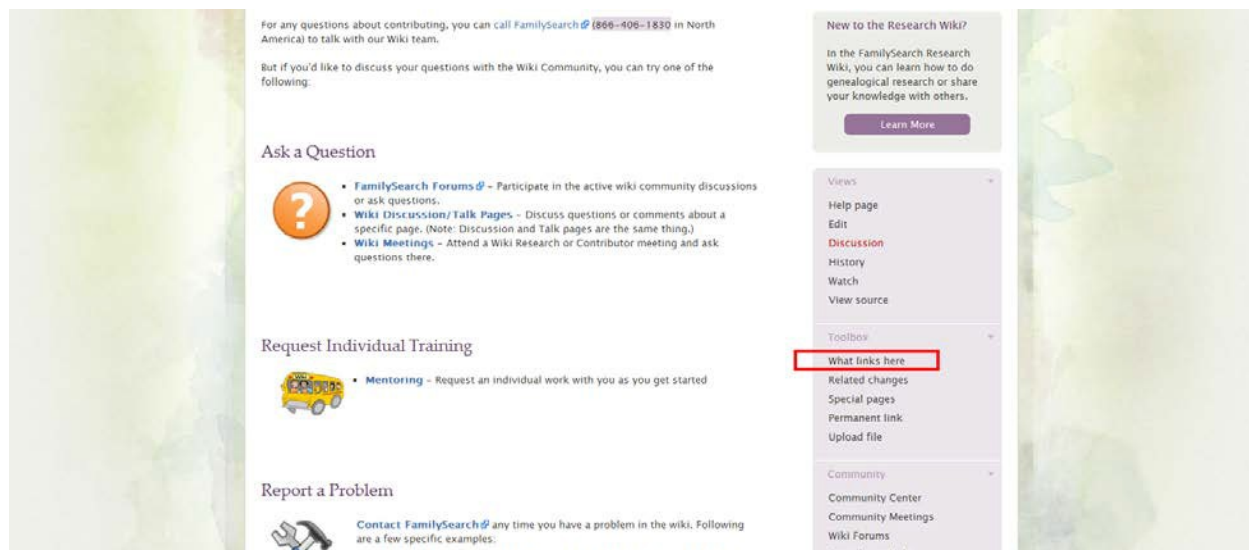 For any questions about contributing, you can call FamilySearch (866-406-1830 in North
America) to talk with our Wiki team.
But if you'd like to discuss your questions with the Wiki Community, you can try one of the
following:
Ask a Question
• FamilySearch Forums – Participate in the active wiki community discussions
or ask questions.
• Wiki Discussion/Talk Pages – Discuss questions or comments about a
specific page. (Note: Discussion and Talk pages are the same thing.)
• Wiki Meetings – Attend a Wiki Research or Contributor meeting and ask
questions there.
Request Individual Training
• Mentoring – Request an individual work with you as you get started
Report a Problem
Contact FamilySearch any time you have a problem in the wiki. Following
are a few specific examples:
New to the Research Wiki?
In the FamilySearch Research
Wiki, you can learn how to do
genealogical research or share
your knowledge with others.
Learn More
Views
Help page
Edit
Discussion
History
Watch
View source
Toolbox
What links here
Related changes
Special pages
Permanent link
Upload file
Community
Community Center
Community Meetings
Wiki Forums